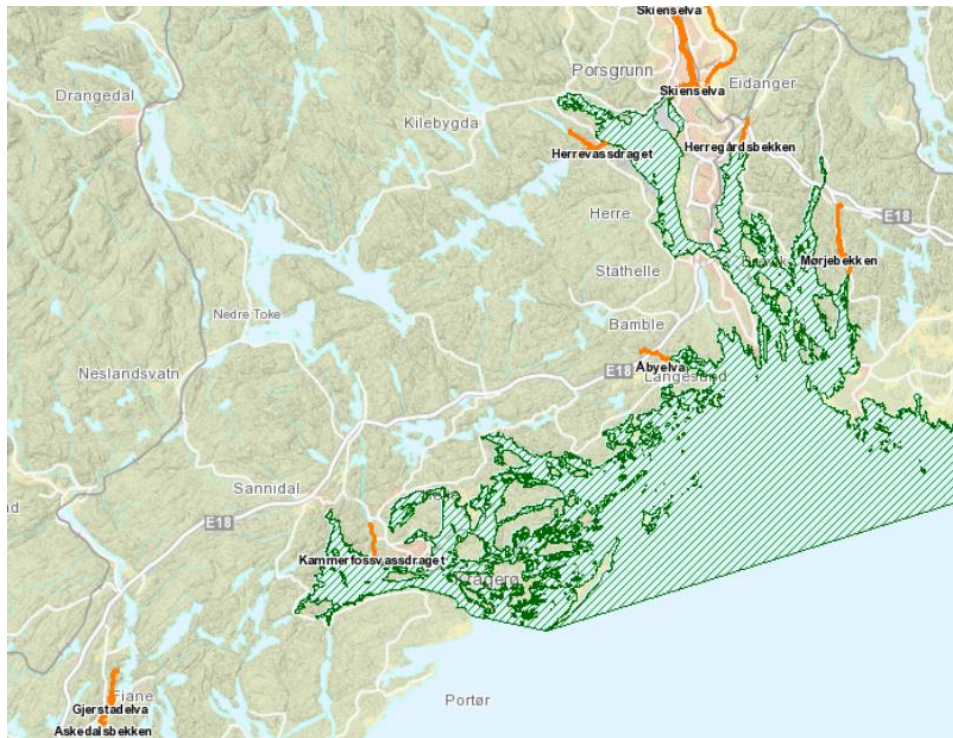 Skienselva
Porsgrunn
Drangedal
Skienselva
Eidanger
Kilebygda
Herrevassdraget
Herregårdsbekken
Herre
E18
Stathelle
Mørjebekken
Nedre Toke
Bamble
Neslandsvatn
E18
Åbyelva
Langesund
Sannidal
E18
Kammerfossvassdraget
Kragerø
Fiane
Portør
Gjerstadelva
Askedalsbekken